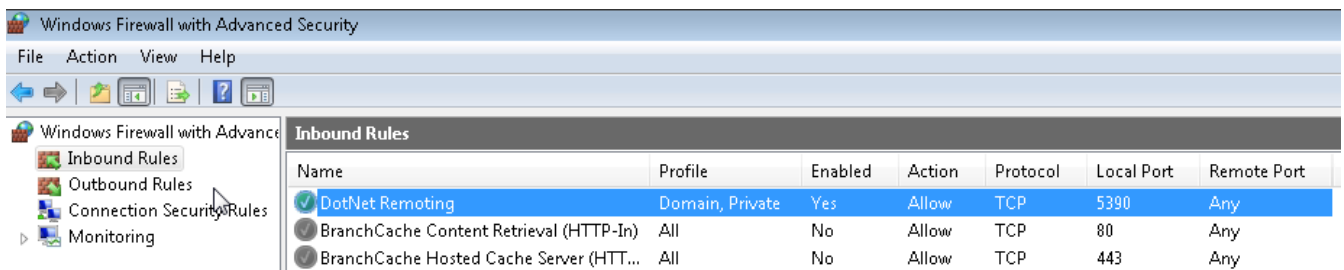 Windows Firewall with Advanced Security
File Action View Help
Windows Firewall with Advance
Inbound Rules
Outbound Rules
Connection Security Rules
Monitoring
Inbound Rules
Name Profile Enabled Action Protocol Local Port Remote Port
DotNet Remoting Domain, Private Yes Allow TCP 5390 Any
BranchCache Content Retrieval (HTTP-In) All No Allow TCP 80 Any
BranchCache Hosted Cache Server (HTT... All No Allow TCP 443 Any